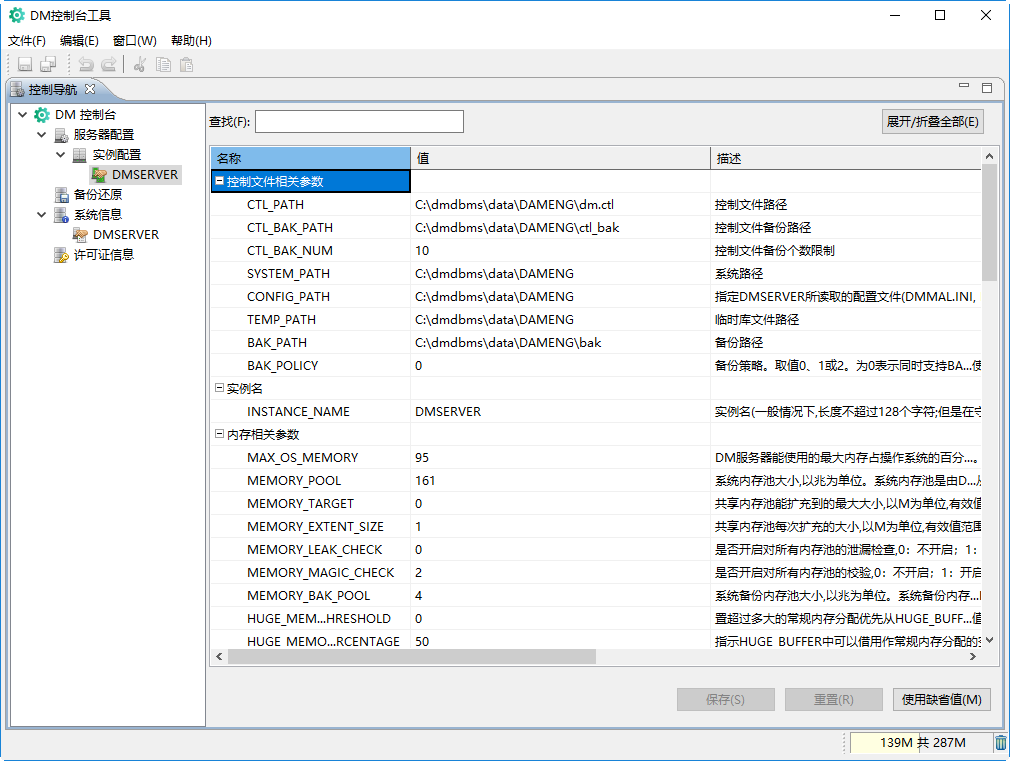 DM控制台工具
文件(F) 编辑(E) 窗口(W) 帮助(H)
控制导航
DM 控制台
服务器配置
实例配置
DMSERVER
备份还原
系统信息
DMSERVER
许可证信息
查找(F): 展开/折叠全部(E)
名称 值 描述
控制文件相关参数
CTL_PATH C:\dmdbms\data\DAMENG\dm.ctl 控制文件路径
CTL_BAK_PATH C:\dmdbms\data\DAMENG\ctl_bak 控制文件备份路径
CTL_BAK_NUM 10 控制文件备份个数限制
SYSTEM_PATH C:\dmdbms\data\DAMENG 系统路径
CONFIG_PATH C:\dmdbms\data\DAMENG 指定DMSERVER所读取的配置文件(DMMAL.INI,
TEMP_PATH C:\dmdbms\data\DAMENG 临时库文件路径
BAK_PATH C:\dmdbms\data\DAMENG\bak 备份路径
BAK_POLICY 0 备份策略。取值0、1或2。为0表示同时支持BA...使
实例名
INSTANCE_NAME DMSERVER 实例名(一般情况下,长度不超过128个字符;但是在守
内存相关参数
MAX_OS_MEMORY 95 DM服务器能使用的最大内存占操作系统的百分...。
MEMORY_POOL 161 系统内存池大小,以兆为单位。系统内存池是由D...从
MEMORY_TARGET 0 共享内存池能扩充到的最大大小,以M为单位,有效值
MEMORY_EXTENT_SIZE 1 共享内存池每次扩充的大小,以M为单位,有效值范围
MEMORY_LEAK_CHECK 0 是否开启对所有内存池的泄漏检查,0：不开启；1：
MEMORY_MAGIC_CHECK 2 是否开启对所有内存池的校验,0：不开启；1：开启
MEMORY_BAK_POOL 4 系统备份内存池大小,以兆为单位。系统备份内存...
HUGE_MEM...HRESHOLD 0 置超过多大的常规内存分配优先从HUGE_BUFF...值
HUGE_MEMO...RCENTAGE 50 指示HUGE BUFFER中可以借用作常规内存分配的
保存(S) 重置(R) 使用缺省值(M)
139M 共 287M